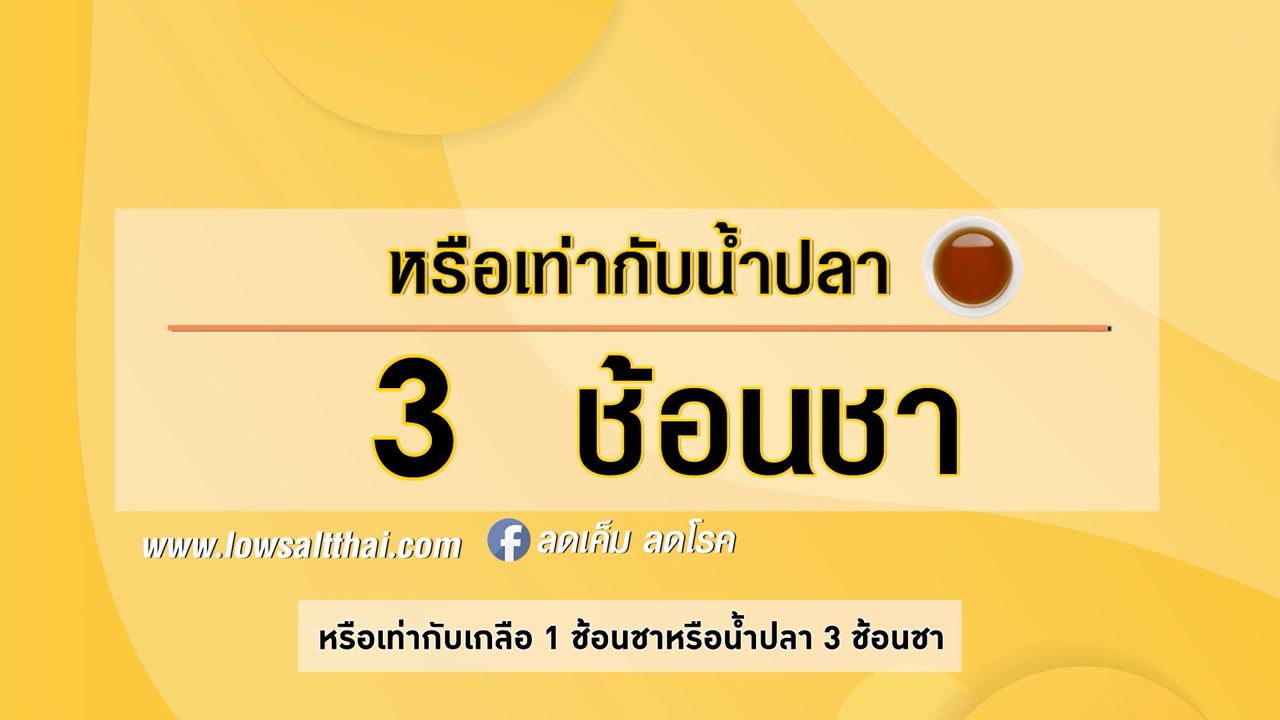 หรือเท่ากับน้ำปลา
3 ช้อนชา
www.lowsaltthai.com f ลดเค็ม ลดโรค
หรือเท่ากับเกลือ 1 ช้อนชาหรือน้ำปลา 3 ช้อนชา